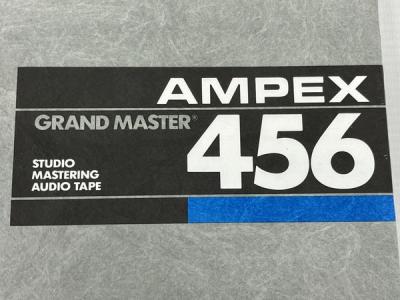 AMPEX
GRAND MASTER®
456
STUDIO
MASTERING
AUDIO TAPE